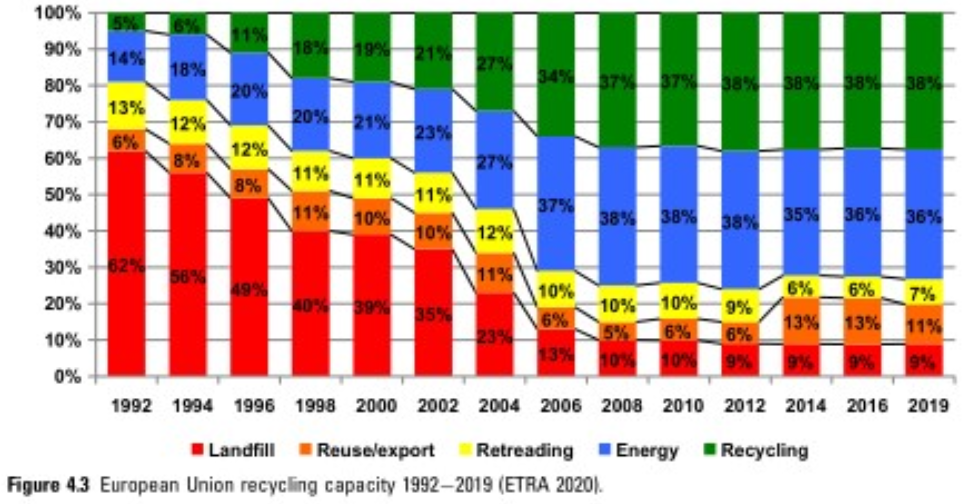 100%
90%
80%
70%
60%
50%
40%
30%
20%
10%
0%
5% 6% 11% 18% 19% 21% 27% 34% 37% 37% 38% 38% 38% 38%
14% 18% 20% 20% 21% 23% 27% 37% 38% 38% 38% 35% 36% 36%
13% 12% 12% 11% 11% 11% 12% 10% 10% 10% 9% 6% 6% 7%
6% 8% 8% 11% 10% 10% 11% 6% 5% 6% 6% 13% 13% 11%
62% 56% 49% 40% 39% 35% 23% 13% 10% 10% 9% 9% 9% 9%
1992 1994 1996 1998 2000 2002 2004 2006 2008 2010 2012 2014 2016 2019
Landfill Reuse/export Retreading Energy Recycling
Figure 4.3 European Union recycling capacity 1992–2019 (ETRA 2020).